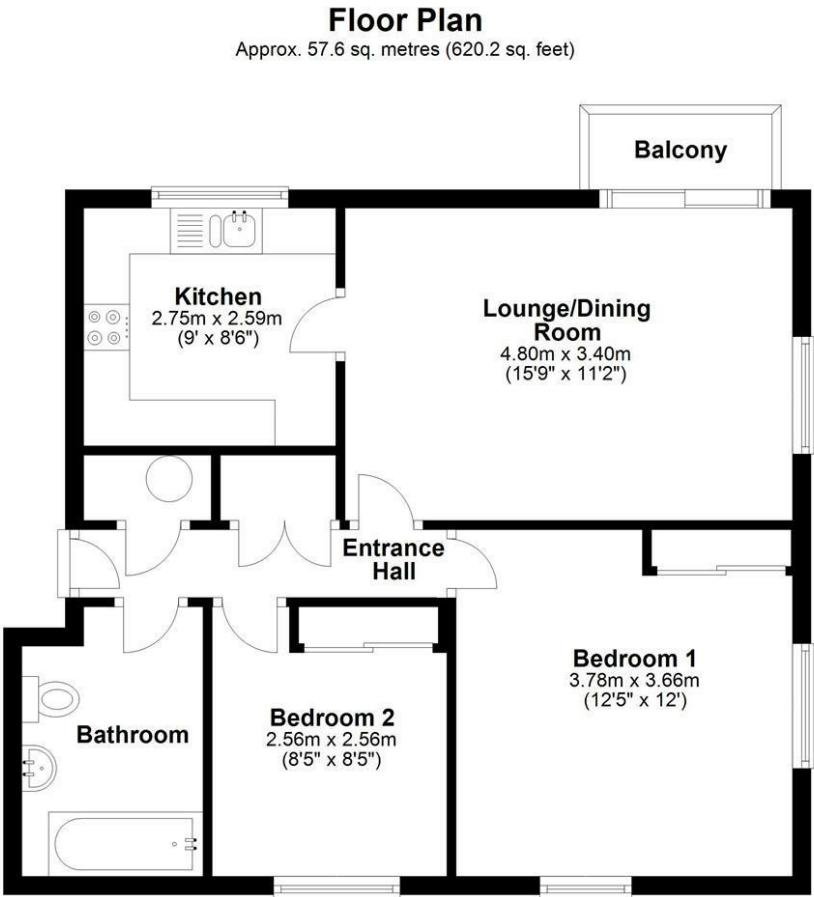 Floor Plan
Approx. 57.6 sq. metres (620.2 sq. feet)
Balcony
Kitchen
2.75m x 2.59m
(9' x 8'6")
Lounge/Dining
Room
4.80m x 3.40m
(15'9" x 11'2")
Entrance
Hall
Bedroom 1
3.78m x 3.66m
(12'5" x 12')
Bedroom 2
2.56m x 2.56m
(8'5" x 8'5")
Bathroom